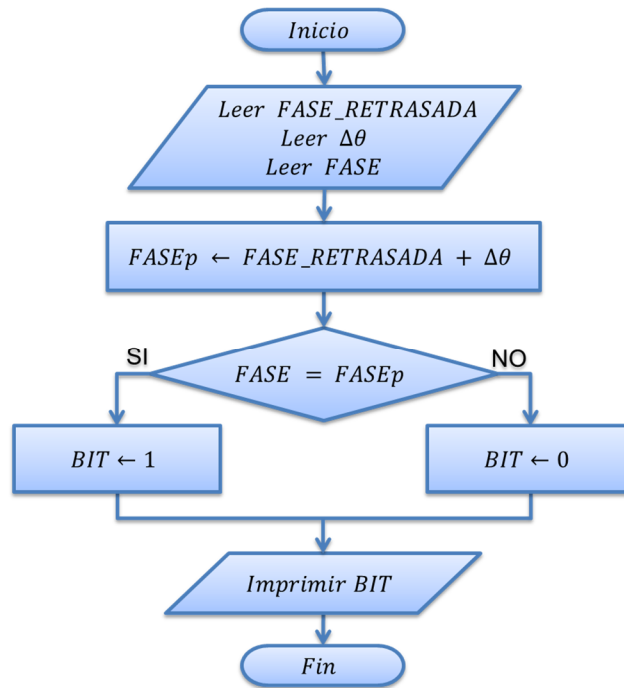 Inicio
Leer FASE_RETRASADA
Leer Δθ
Leer FASE
FASEp ← FASE_RETRASADA + Δθ
SI
NO
FASE = FASEp
BIT ← 1
BIT ← 0
Imprimir BIT
Fin